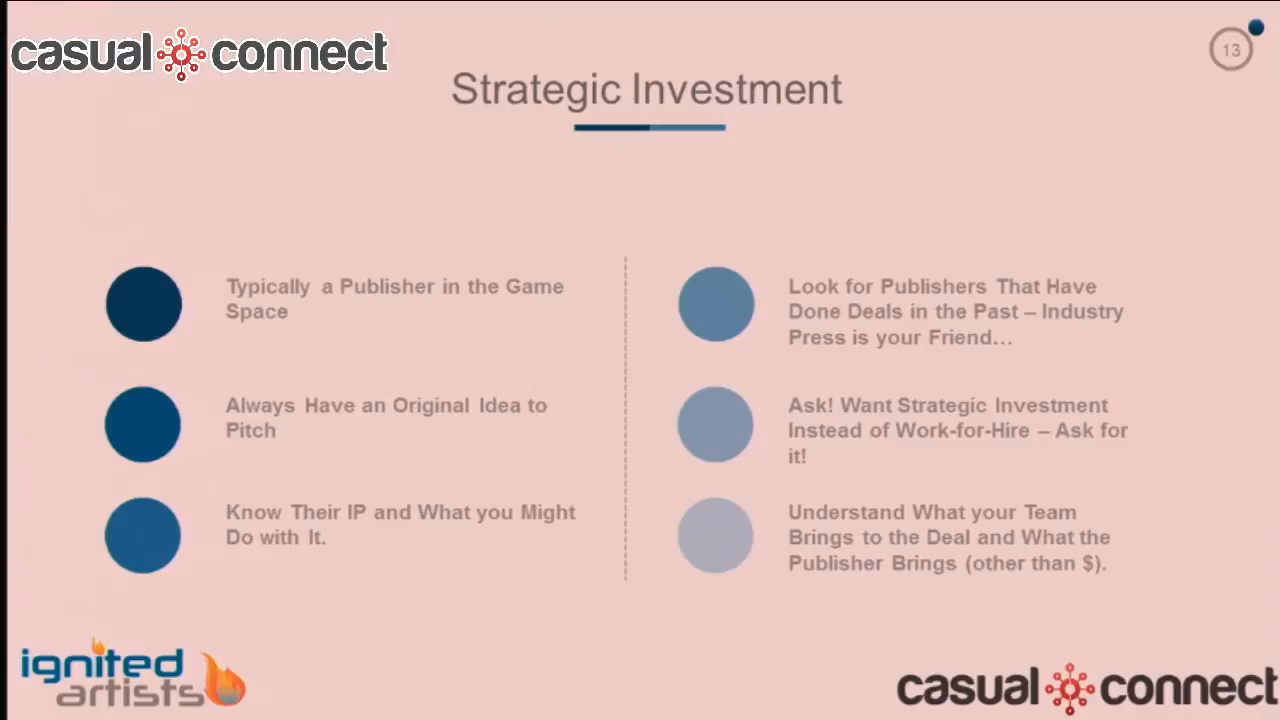 casual connect
13
Strategic Investment
Typically a Publisher in the Game
Space
Always Have an Original Idea to
Pitch
Know Their IP and What you Might
Do with It.
Look for Publishers That Have
Done Deals in the Past – Industry
Press is your Friend…
Ask! Want Strategic Investment
Instead of Work-for-Hire – Ask for
it!
Understand What your Team
Brings to the Deal and What the
Publisher Brings (other than $).
ignited
artists
casual connect